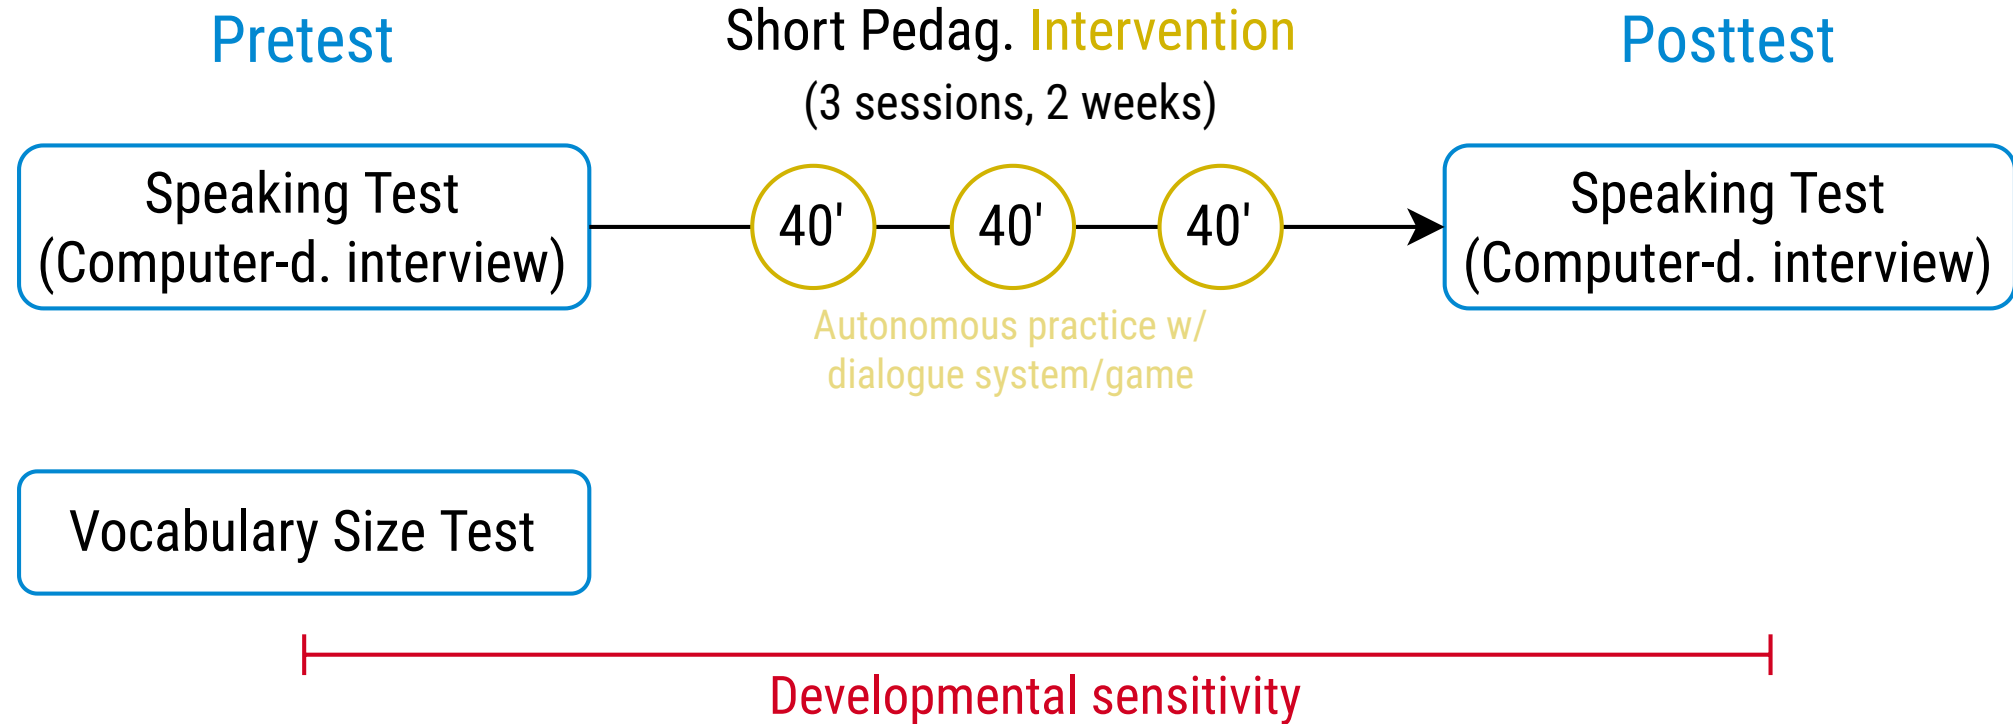 Pretest
Short Pedag. Intervention
(3 sessions, 2 weeks)
Posttest
Speaking Test
(Computer-d. interview)
40'
40'
40'
Speaking Test
(Computer-d. interview)
Autonomous practice w/
dialogue system/game
Vocabulary Size Test
Developmental sensitivity